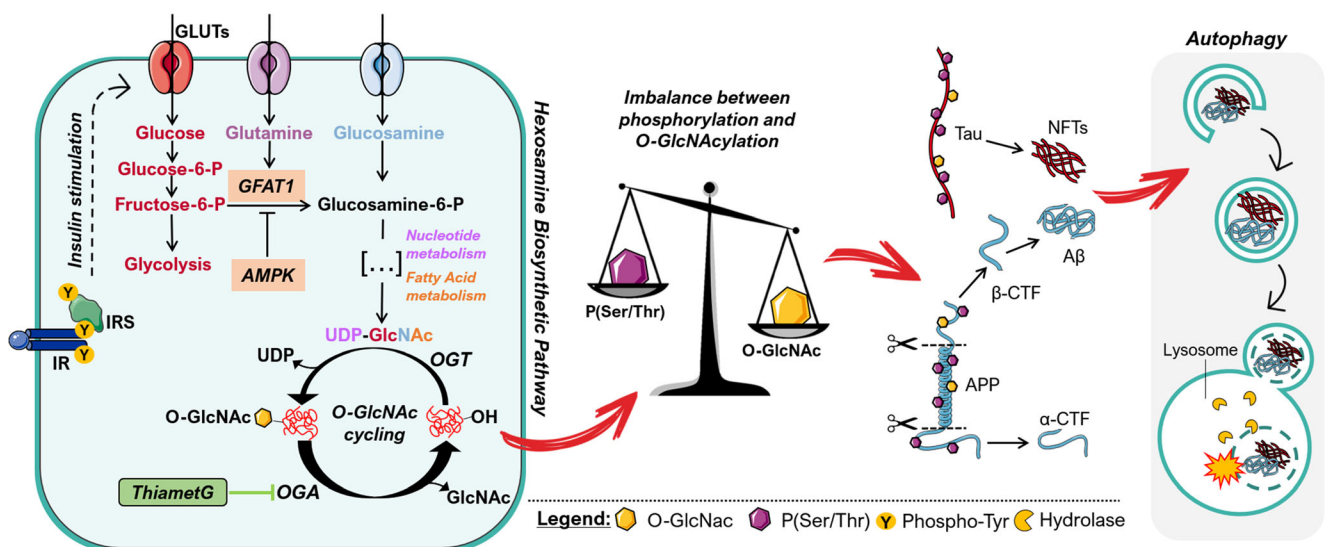 GLUTs
Insulin stimulation
Glucose
Glutamine
Glucosamine
Glucose-6-P
GFAT1
Fructose-6-P
Glucosamine-6-P
Glycolysis
AMPK
[...]
Nucleotide
metabolism
Fatty Acid
metabolism
Y
IRS
Y
Y
IR
UDP-GlcNAc
UDP
OGT
O-GlcNAc
O-GlcNAc
cycling
OH
ThiametG
OGA
GlcNAc
Hexosamine Biosynthetic Pathway
Imbalance between
phosphorylation and
O-GlcNAcylation
P(Ser/Thr)
O-GlcNAc
Tau
NFTs
Aβ
β-CTF
APP
α-CTF
Autophagy
Lysosome
Legend:
O-GlcNac
P(Ser/Thr)
Y
Phospho-Tyr
Hydrolase